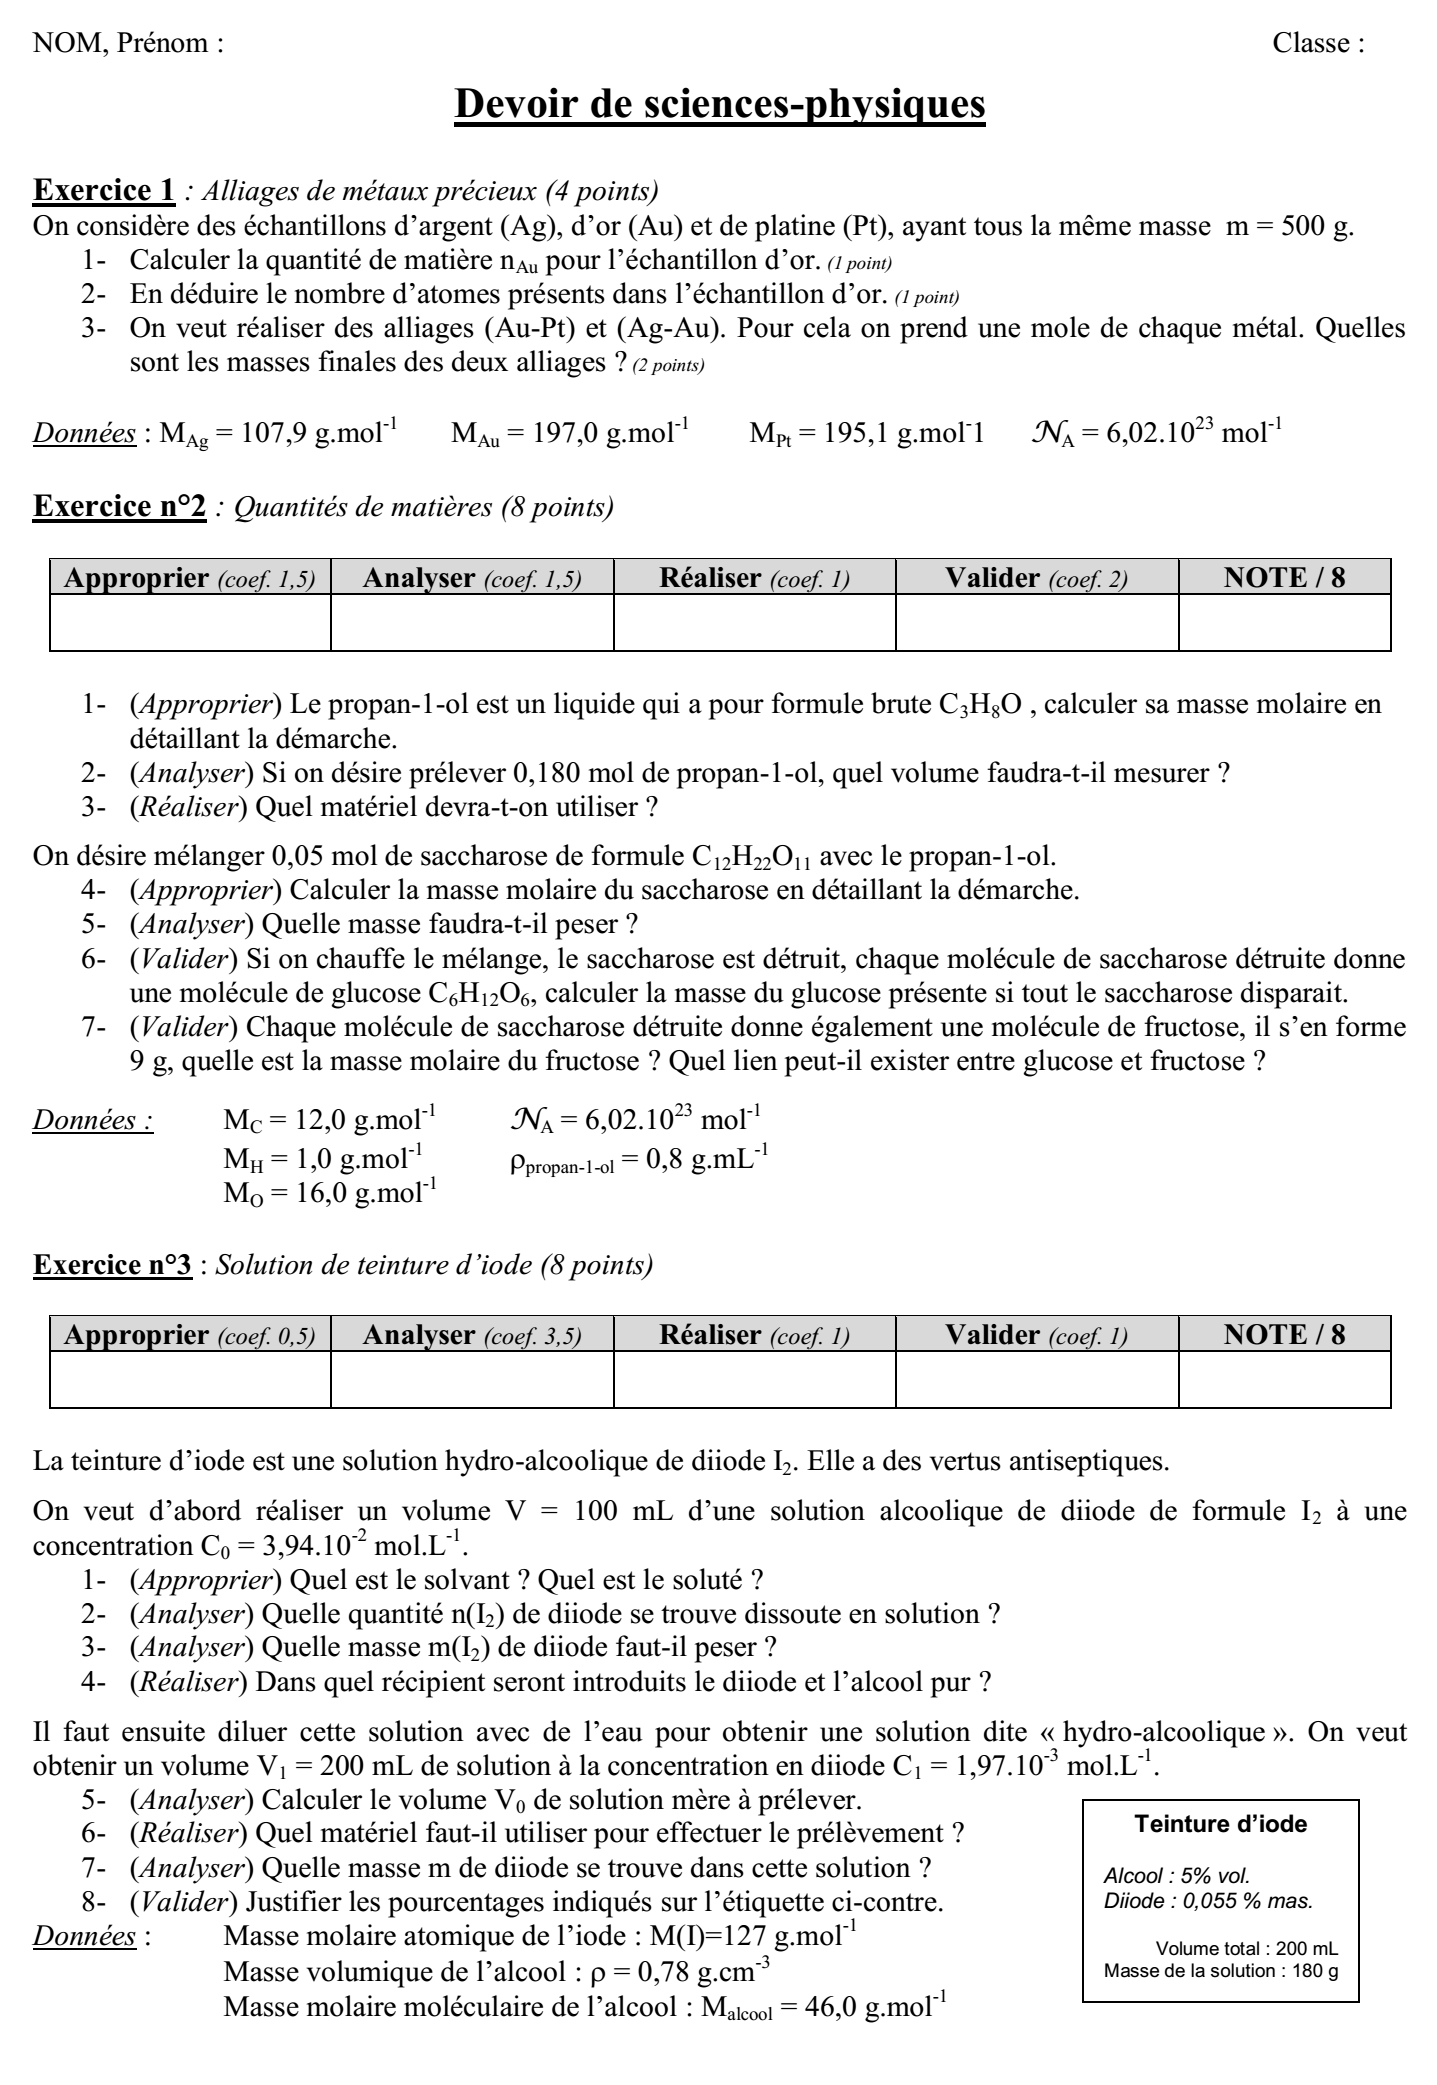 NOM, Prénom : Classe :
Devoir de sciences-physiques
Exercice 1 : Alliages de métaux précieux (4 points)
On considère des échantillons d’argent (Ag), d’or (Au) et de platine (Pt), ayant tous la même masse m = 500 g.
1- Calculer la quantité de matière nAu pour l’échantillon d’or. (1 point)
2- En déduire le nombre d’atomes présents dans l’échantillon d’or. (1 point)
3- On veut réaliser des alliages (Au-Pt) et (Ag-Au). Pour cela on prend une mole de chaque métal. Quelles
sont les masses finales des deux alliages ? (2 points)
Données : MAg = 107,9 g.mol-1 MAu = 197,0 g.mol-1 MPt = 195,1 g.mol-1 𝒩A = 6,02.10²³ mol-1
Exercice n°2 : Quantités de matières (8 points)
Approprier (coef. 1,5) Analyser (coef. 1,5) Réaliser (coef. 1) Valider (coef. 2) NOTE / 8
1- (Approprier) Le propan-1-ol est un liquide qui a pour formule brute C₃H₈O , calculer sa masse molaire en
détaillant la démarche.
2- (Analyser) Si on désire prélever 0,180 mol de propan-1-ol, quel volume faudra-t-il mesurer ?
3- (Réaliser) Quel matériel devra-t-on utiliser ?
On désire mélanger 0,05 mol de saccharose de formule C₁₂H₂₂O₁₁ avec le propan-1-ol.
4- (Approprier) Calculer la masse molaire du saccharose en détaillant la démarche.
5- (Analyser) Quelle masse faudra-t-il peser ?
6- (Valider) Si on chauffe le mélange, le saccharose est détruit, chaque molécule de saccharose détruite donne
une molécule de glucose C₆H₁₂O₆, calculer la masse du glucose présente si tout le saccharose disparait.
7- (Valider) Chaque molécule de saccharose détruite donne également une molécule de fructose, il s’en forme
9 g, quelle est la masse molaire du fructose ? Quel lien peut-il exister entre glucose et fructose ?
Données : MC = 12,0 g.mol-1 𝒩A = 6,02.10²³ mol-1
MH = 1,0 g.mol-1 ρpropan-1-ol = 0,8 g.mL-1
MO = 16,0 g.mol-1
Exercice n°3 : Solution de teinture d’iode (8 points)
Approprier (coef. 0,5) Analyser (coef. 3,5) Réaliser (coef. 1) Valider (coef. 1) NOTE / 8
La teinture d’iode est une solution hydro-alcoolique de diiode I₂. Elle a des vertus antiseptiques.
On veut d’abord réaliser un volume V = 100 mL d’une solution alcoolique de diiode de formule I₂ à une
concentration C₀ = 3,94.10⁻² mol.L-1.
1- (Approprier) Quel est le solvant ? Quel est le soluté ?
2- (Analyser) Quelle quantité n(I₂) de diiode se trouve dissoute en solution ?
3- (Analyser) Quelle masse m(I₂) de diiode faut-il peser ?
4- (Réaliser) Dans quel récipient seront introduits le diiode et l’alcool pur ?
Il faut ensuite diluer cette solution avec de l’eau pour obtenir une solution dite « hydro-alcoolique ». On veut
obtenir un volume V₁ = 200 mL de solution à la concentration en diiode C₁ = 1,97.10⁻³ mol.L-1.
5- (Analyser) Calculer le volume V₀ de solution mère à prélever.
6- (Réaliser) Quel matériel faut-il utiliser pour effectuer le prélèvement ?
7- (Analyser) Quelle masse m de diiode se trouve dans cette solution ?
8- (Valider) Justifier les pourcentages indiqués sur l’étiquette ci-contre.
Données : Masse molaire atomique de l’iode : M(I)=127 g.mol-1
Masse volumique de l’alcool : ρ = 0,78 g.cm-3
Masse molaire moléculaire de l’alcool : Malcool = 46,0 g.mol-1
Teinture d’iode
Alcool : 5% vol.
Diiode : 0,055 % mas.
Volume total : 200 mL
Masse de la solution : 180 g